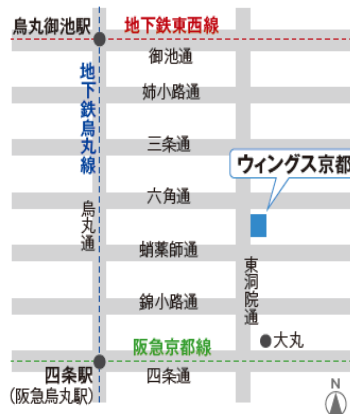 烏丸御池駅
地下鉄東西線
御池通
地下鉄烏丸線
姉小路通
三条通
ウィングス京都
六角通
烏丸通
蛸薬師通
東洞院通
錦小路通
阪急京都線
大丸
四条駅
(阪急烏丸駅)
四条通
N